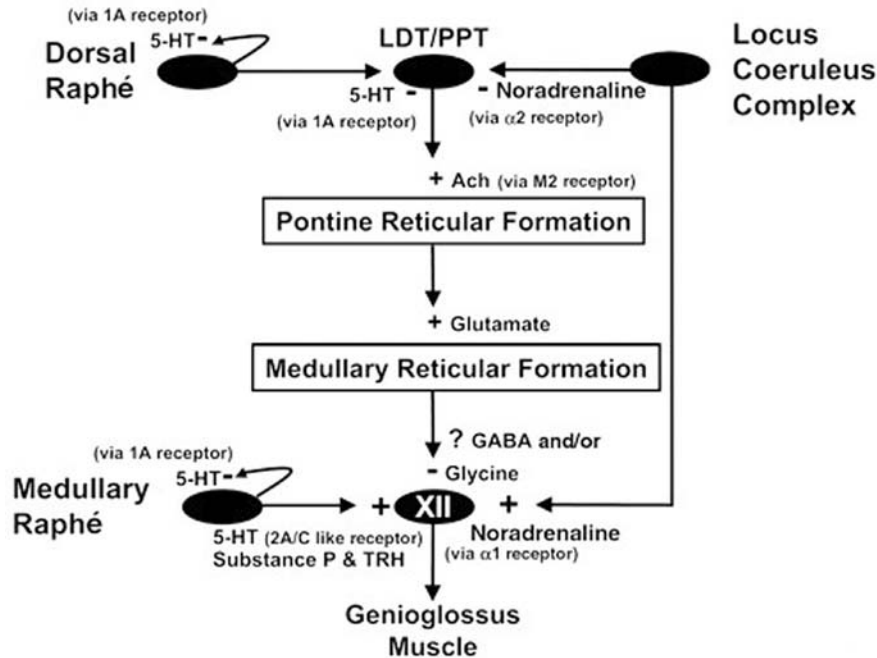 (via 1A receptor)
5-HT -
Dorsal
Raphé
LDT/PPT
5-HT -
(via 1A receptor)
- Noradrenaline
(via α2 receptor)
Locus
Coeruleus
Complex
+ Ach (via M2 receptor)
Pontine Reticular Formation
+ Glutamate
Medullary Reticular Formation
? GABA and/or
- Glycine
(via 1A receptor)
5-HT -
Medullary
Raphé
+ XII +
5-HT (2A/C like receptor)
Substance P & TRH
Noradrenaline
(via α1 receptor)
Genioglossus
Muscle